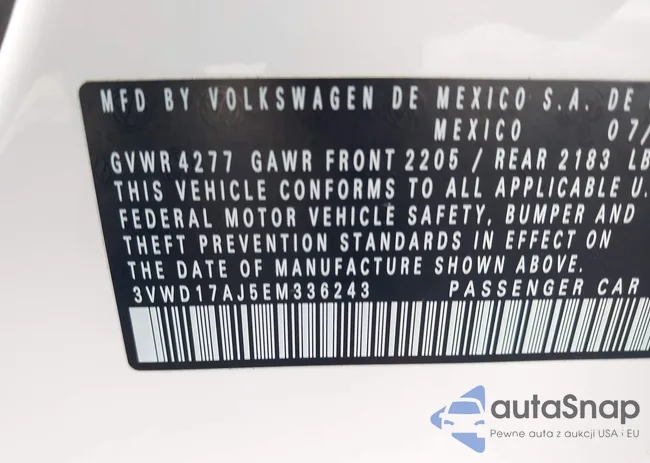 MFD BY VOLKSWAGEN DE MEXICO S.A. DE
MEXICO 07/
GVWR 4277 GAWR FRONT 2205 / REAR 2183 LB
THIS VEHICLE CONFORMS TO ALL APPLICABLE U.
FEDERAL MOTOR VEHICLE SAFETY, BUMPER AND
THEFT PREVENTION STANDARDS IN EFFECT ON
THE DATE OF MANUFACTURE SHOWN ABOVE.
3VWD17AJ5EM336243 PASSENGER CAR
autaSnap
Pewne auta z aukcji USA i EU